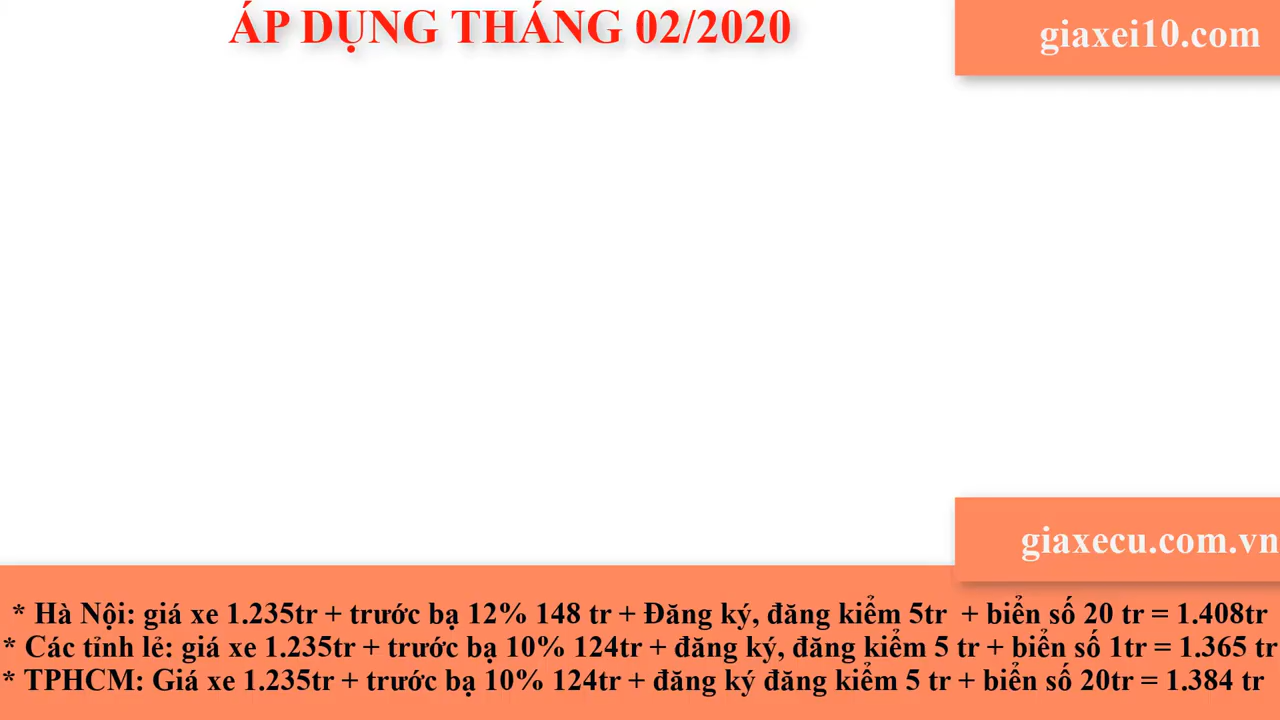 ÁP DỤNG THÁNG 02/2020
giaxei10.com
giaxecu.com.vn
* Hà Nội: giá xe 1.235tr + trước bạ 12% 148 tr + Đăng ký, đăng kiểm 5tr + biển số 20 tr = 1.408tr
* Các tỉnh lẻ: giá xe 1.235tr + trước bạ 10% 124tr + đăng ký, đăng kiểm 5 tr + biển số 1tr = 1.365 tr
* TPHCM: Giá xe 1.235tr + trước bạ 10% 124tr + đăng ký đăng kiểm 5 tr + biển số 20tr = 1.384 tr